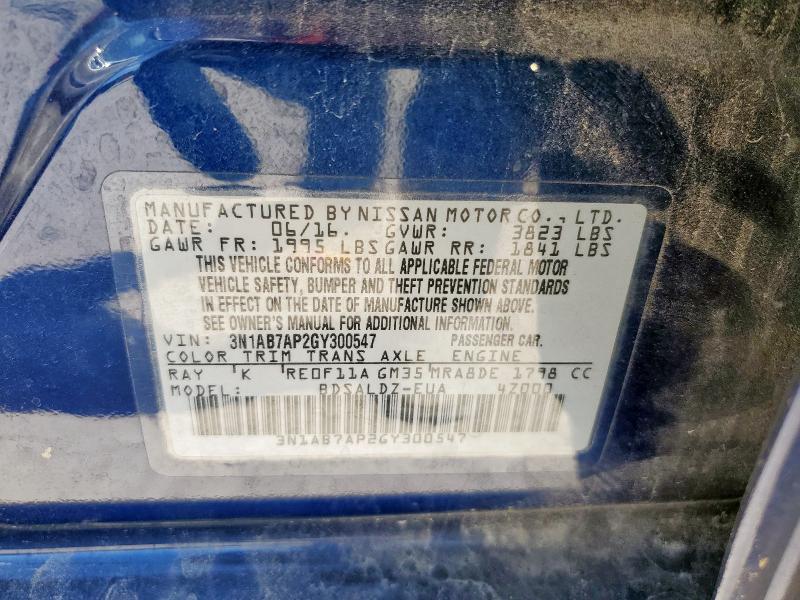 MANUFACTURED BY NISSAN MOTOR CO., LTD.
DATE: 06/16. GVWR: 3823 LBS
GAWR FR: 1995 LBS GAWR RR: 1841 LBS
THIS VEHICLE CONFORMS TO ALL APPLICABLE FEDERAL MOTOR
VEHICLE SAFETY, BUMPER AND THEFT PREVENTION STANDARDS
IN EFFECT ON THE DATE OF MANUFACTURE SHOWN ABOVE.
SEE OWNER'S MANUAL FOR ADDITIONAL INFORMATION.
VIN: 3N1AB7AP2GY300547 PASSENGER CAR.
COLOR TRIM TRANS AXLE ENGINE
RAY K RE0F11A GM35 MRA8DE 1798 CC
MODEL: BDSALDZ-EUA 4Z000
3N1AB7AP2GY300547